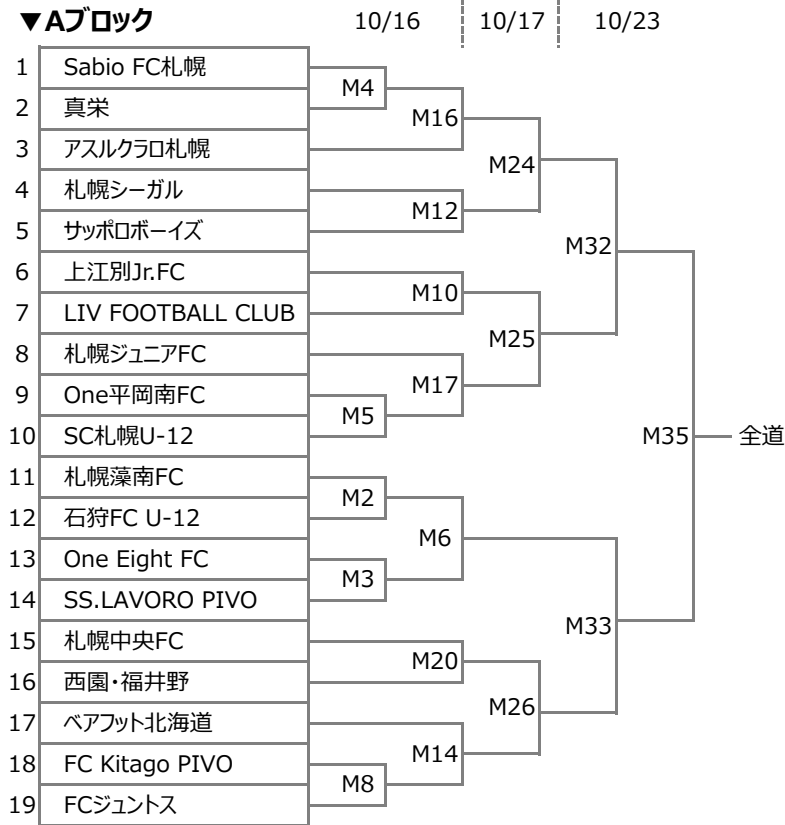 ▼Aブロック 10/16 10/17 10/23
1 Sabio FC札幌
M4
2 真栄
M16
3 アスルクラロ札幌
M24
4 札幌シーガル
M12
5 サッポロボーイズ
M32
6 上江別Jr.FC
M10
7 LIV FOOTBALL CLUB
M25
8 札幌ジュニアFC
M17
9 One平岡南FC
M5
10 SC札幌U-12
M35 全道
11 札幌藻南FC
M2
12 石狩FC U-12
M6
13 One Eight FC
M3
14 SS.LAVORO PIVO
M33
15 札幌中央FC
M20
16 西園・福井野
M26
17 ベアフット北海道
M14
18 FC Kitago PIVO
M8
19 FCジュントス